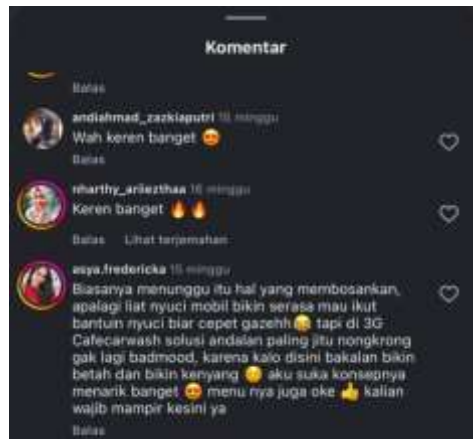 Komentar
Balas
andiahmad_zazkiaputri 15 minggu
Wah keren banget 😍
Balas
nharthy_ariiezthaa 16 minggu
Keren banget 🔥🔥
Balas Lihat terjemahan
asya.fredericka 15 minggu
Biasanya menunggu itu hal yang membosankan,
apalagi liat nyuci mobil bikin serasa mau ikut
bantuin nyuci biar cepet gazehh😂 tapi di 3G
Cafecarwash solusi andalan paling jitu nongkrong
gak lagi badmood, karena kalo disini bakalan bikin
betah dan bikin kenyang 😋 aku suka konsepnya
menarik banget 😍 menu nya juga oke 👍 kalian
wajib mampir kesini ya
Balas